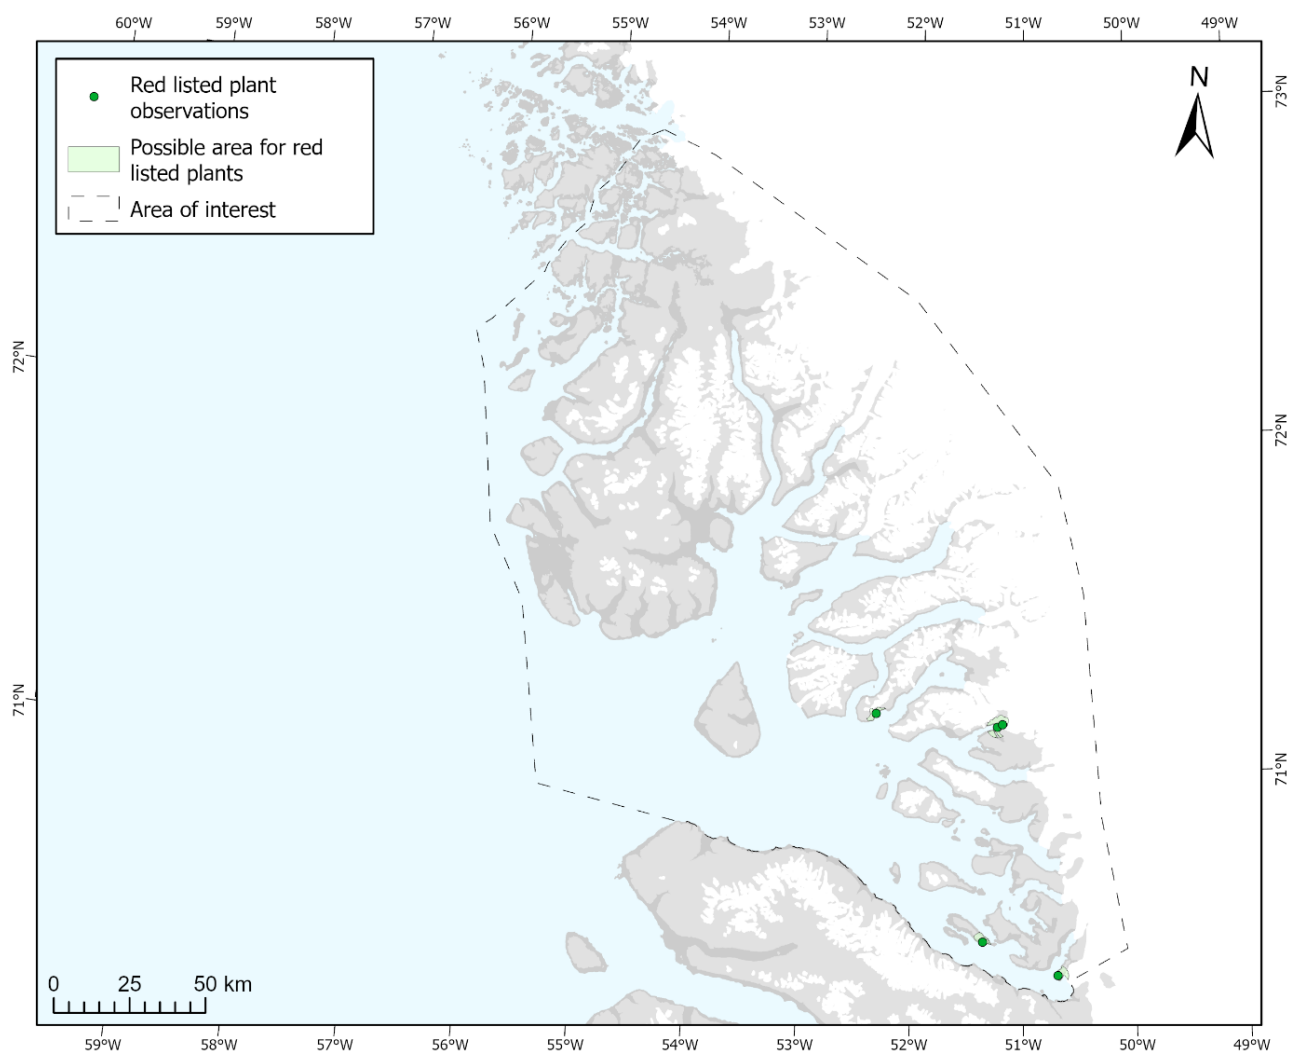 60°W 59°W 58°W 57°W 56°W 55°W 54°W 53°W 52°W 51°W 50°W 49°W
Red listed plant
observations
Possible area for red
listed plants
Area of interest
N
73°N
72°N
72°N
71°N
71°N
0 25 50 km
59°W 58°W 57°W 56°W 55°W 54°W 53°W 52°W 51°W 50°W 49°W